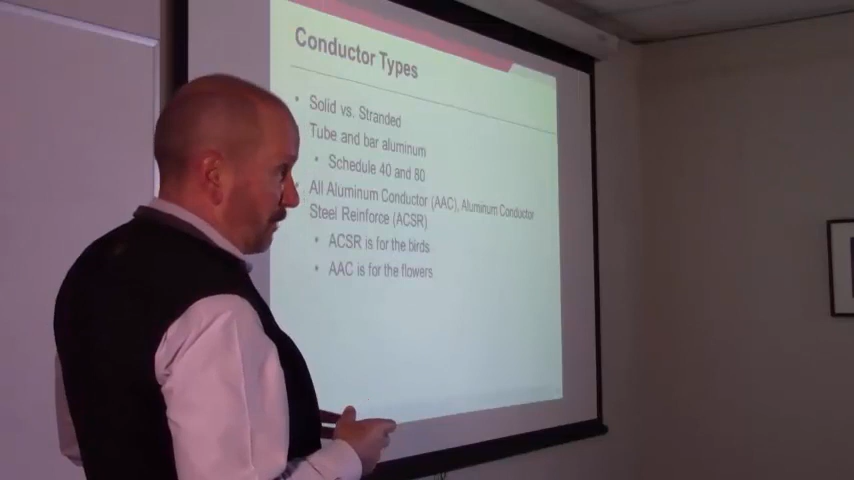 Conductor Types
• Solid vs. Stranded
Tube and bar aluminum
• Schedule 40 and 80
• All Aluminum Conductor (AAC), Aluminum Conductor
Steel Reinforce (ACSR)
• ACSR is for the birds
• AAC is for the flowers